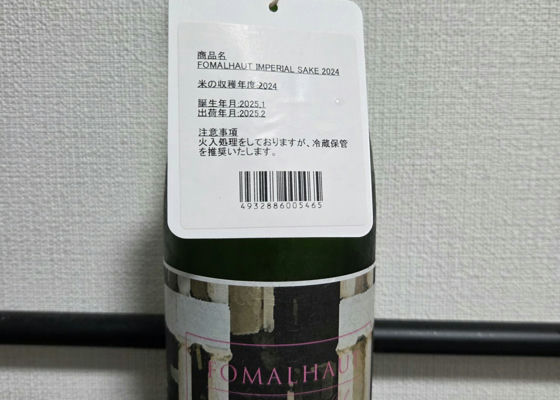 商品名
FOMALHAUT IMPERIAL SAKE 2024
米の収穫年度:2024
誕生年月:2025.1
出荷年月:2025.2
注意事項
火入処理をしておりますが、冷蔵保管
を推奨いたします。
4932886005465
FOMALHAUT